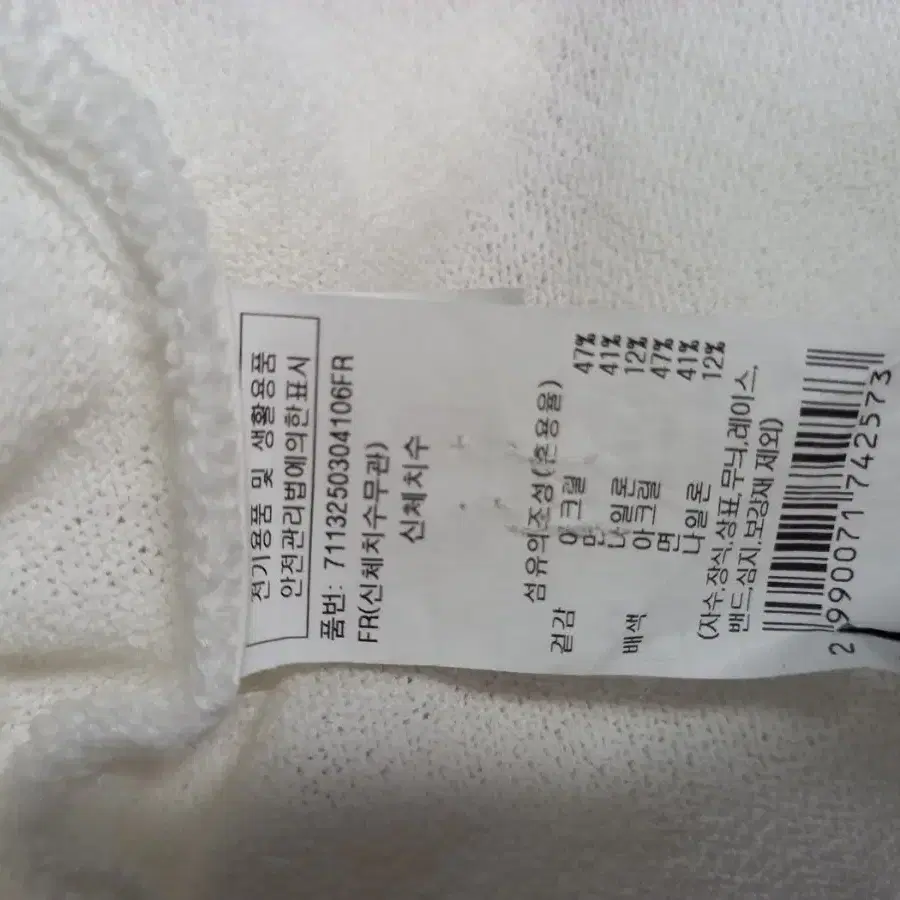 전기용품 및 생활용품
안전관리법에의한표시
품번: 7113250304106FR
FR(신체치수무관)
신체치수
섬유의조성(혼용율)
겉감 아크릴 47%
면 41%
나일론 12%
배색 아크릴 47%
면 41%
나일론 12%
(자수,장식,상표,무늬,레이스,
밴드,심지,보강재 제외)
2990071742573